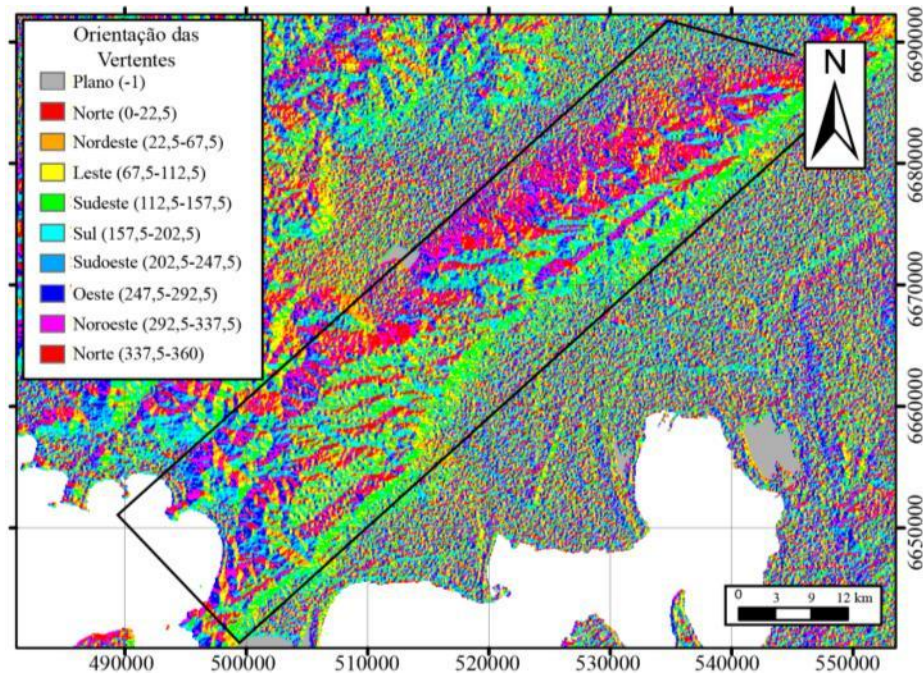 Orientação das
Vertentes
Plano (-1)
Norte (0-22,5)
Nordeste (22,5-67,5)
Leste (67,5-112,5)
Sudeste (112,5-157,5)
Sul (157,5-202,5)
Sudoeste (202,5-247,5)
Oeste (247,5-292,5)
Noroeste (292,5-337,5)
Norte (337,5-360)
N
6690000
6680000
6670000
6660000
6650000
0 3 9 12 km
490000 500000 510000 520000 530000 540000 550000